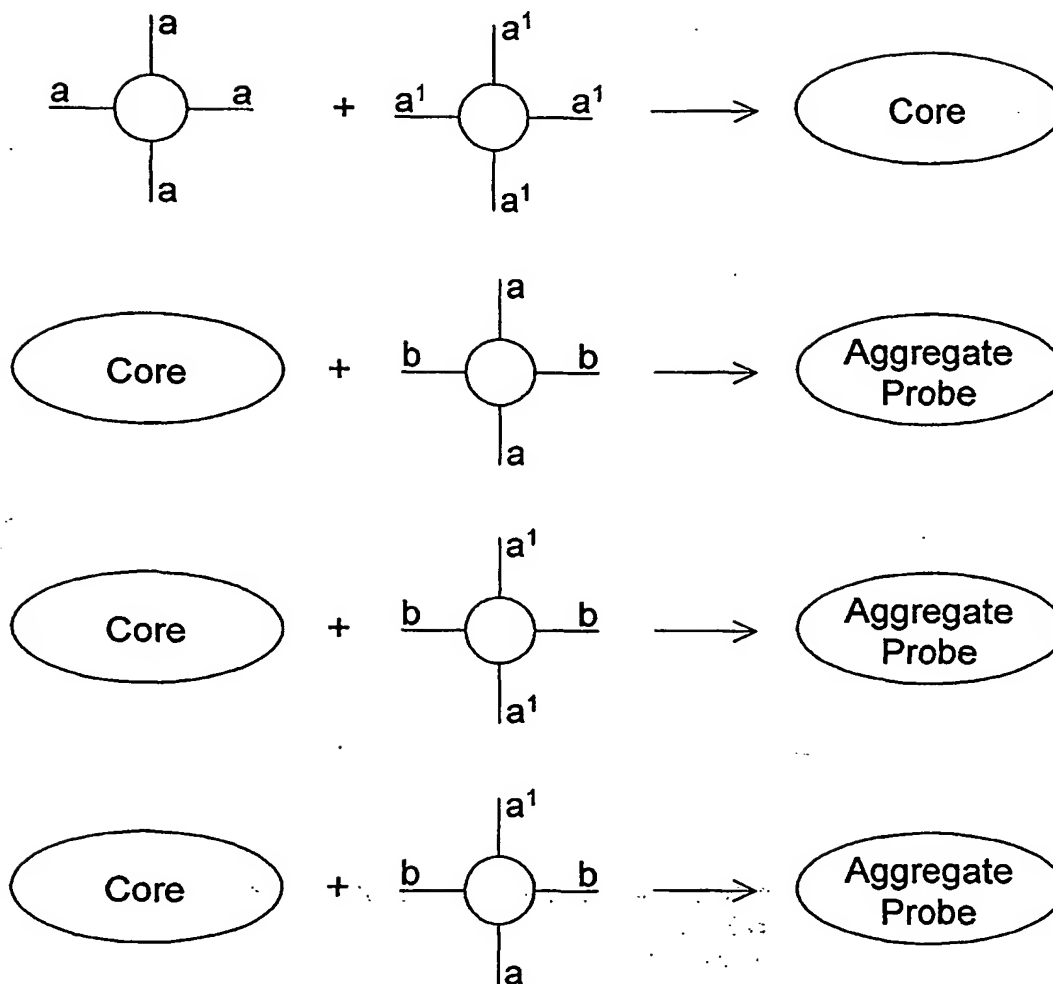 a
a + a a¹ → Core
a¹ a¹
a a¹
a
Core + b b → Aggregate Probe
a
a¹
Core + b b → Aggregate Probe
a¹
a¹
Core + b b → Aggregate Probe
a